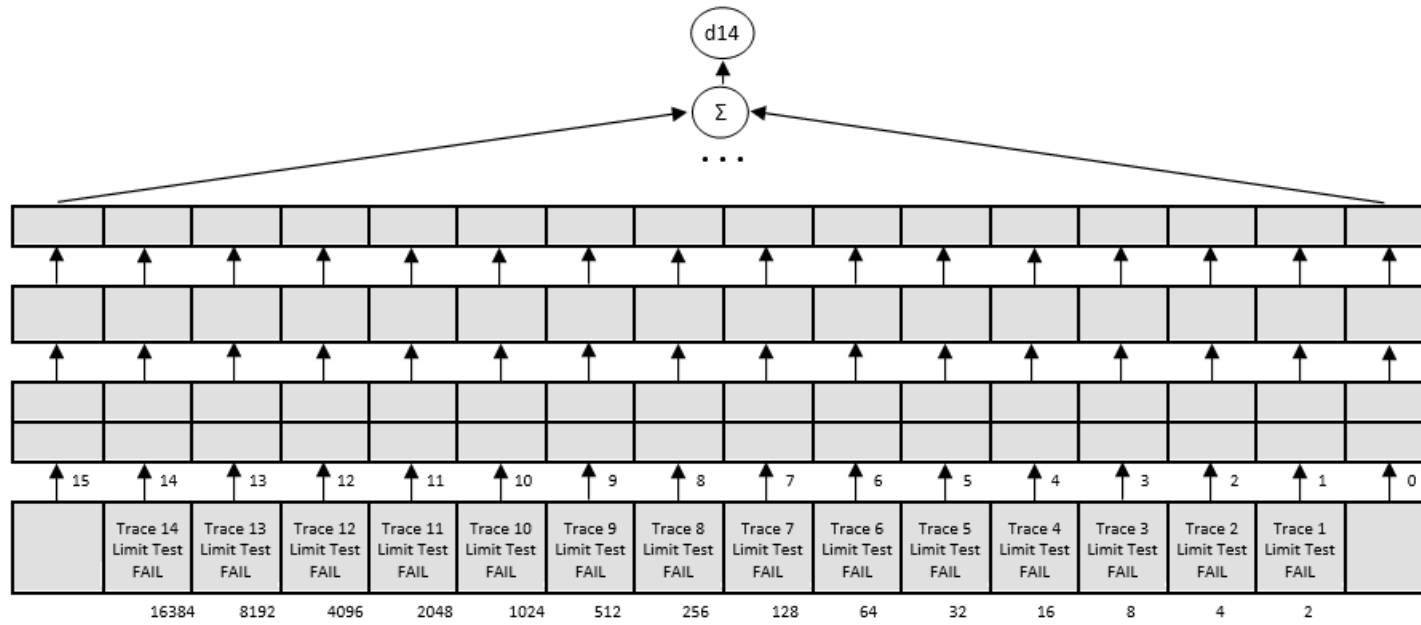 d14
Σ
. . .
15 14 13 12 11 10 9 8 7 6 5 4 3 2 1 0
Trace 14 Trace 13 Trace 12 Trace 11 Trace 10 Trace 9 Trace 8 Trace 7 Trace 6 Trace 5 Trace 4 Trace 3 Trace 2 Trace 1
Limit Test Limit Test Limit Test Limit Test Limit Test Limit Test Limit Test Limit Test Limit Test Limit Test Limit Test Limit Test Limit Test Limit Test
FAIL FAIL FAIL FAIL FAIL FAIL FAIL FAIL FAIL FAIL FAIL FAIL FAIL FAIL
16384 8192 4096 2048 1024 512 256 128 64 32 16 8 4 2